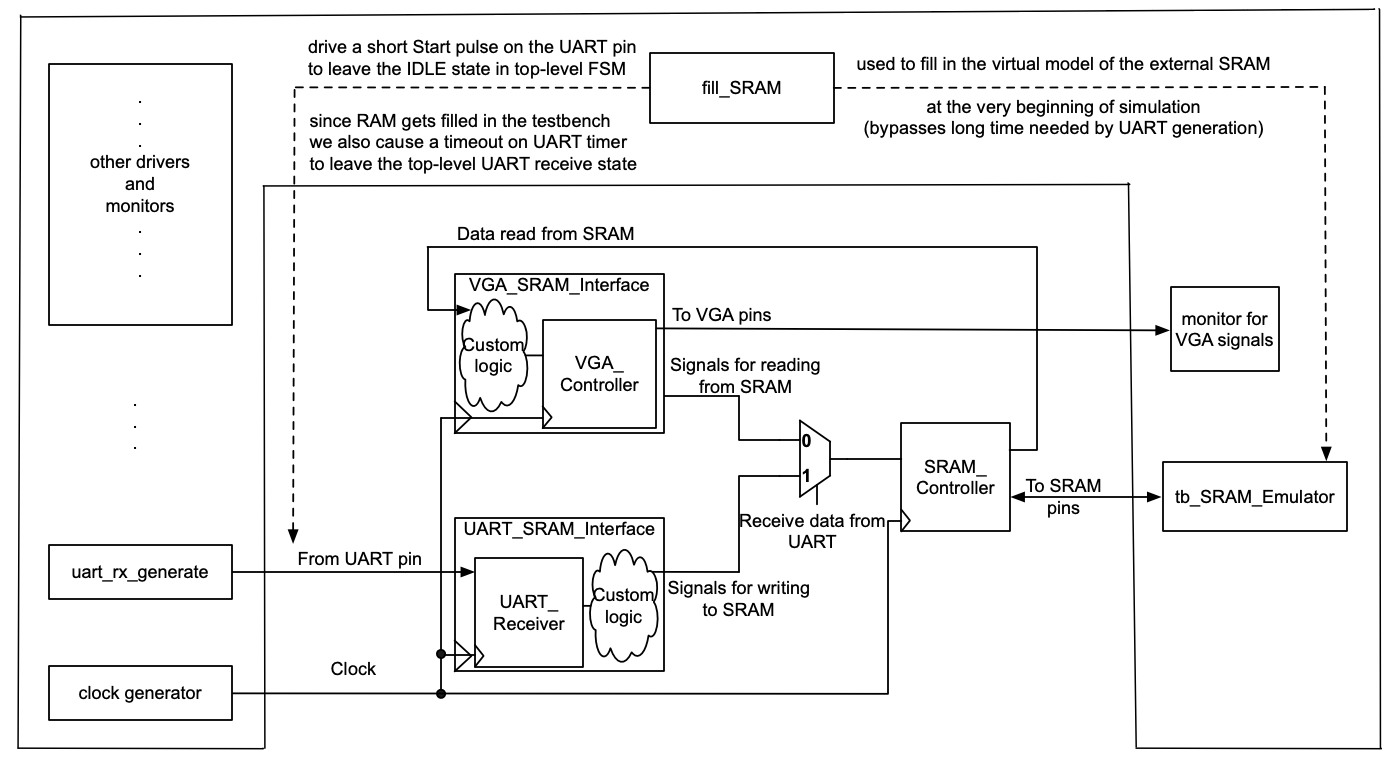 drive a short Start pulse on the UART pin
to leave the IDLE state in top-level FSM
since RAM gets filled in the testbench
we also cause a timeout on UART timer
to leave the top-level UART receive state
fill_SRAM
used to fill in the virtual model of the external SRAM
at the very beginning of simulation
(bypasses long time needed by UART generation)
.
.
.
other drivers
and
monitors
.
.
.
.
.
.
Data read from SRAM
VGA_SRAM_Interface
Custom
logic
VGA_
Controller
To VGA pins
monitor for
VGA signals
Signals for reading
from SRAM
0
1
Receive data from
UART
SRAM_
Controller
To SRAM
pins
tb_SRAM_Emulator
UART_SRAM_Interface
UART_
Receiver
Custom
logic
Signals for writing
to SRAM
uart_rx_generate
From UART pin
clock generator
Clock